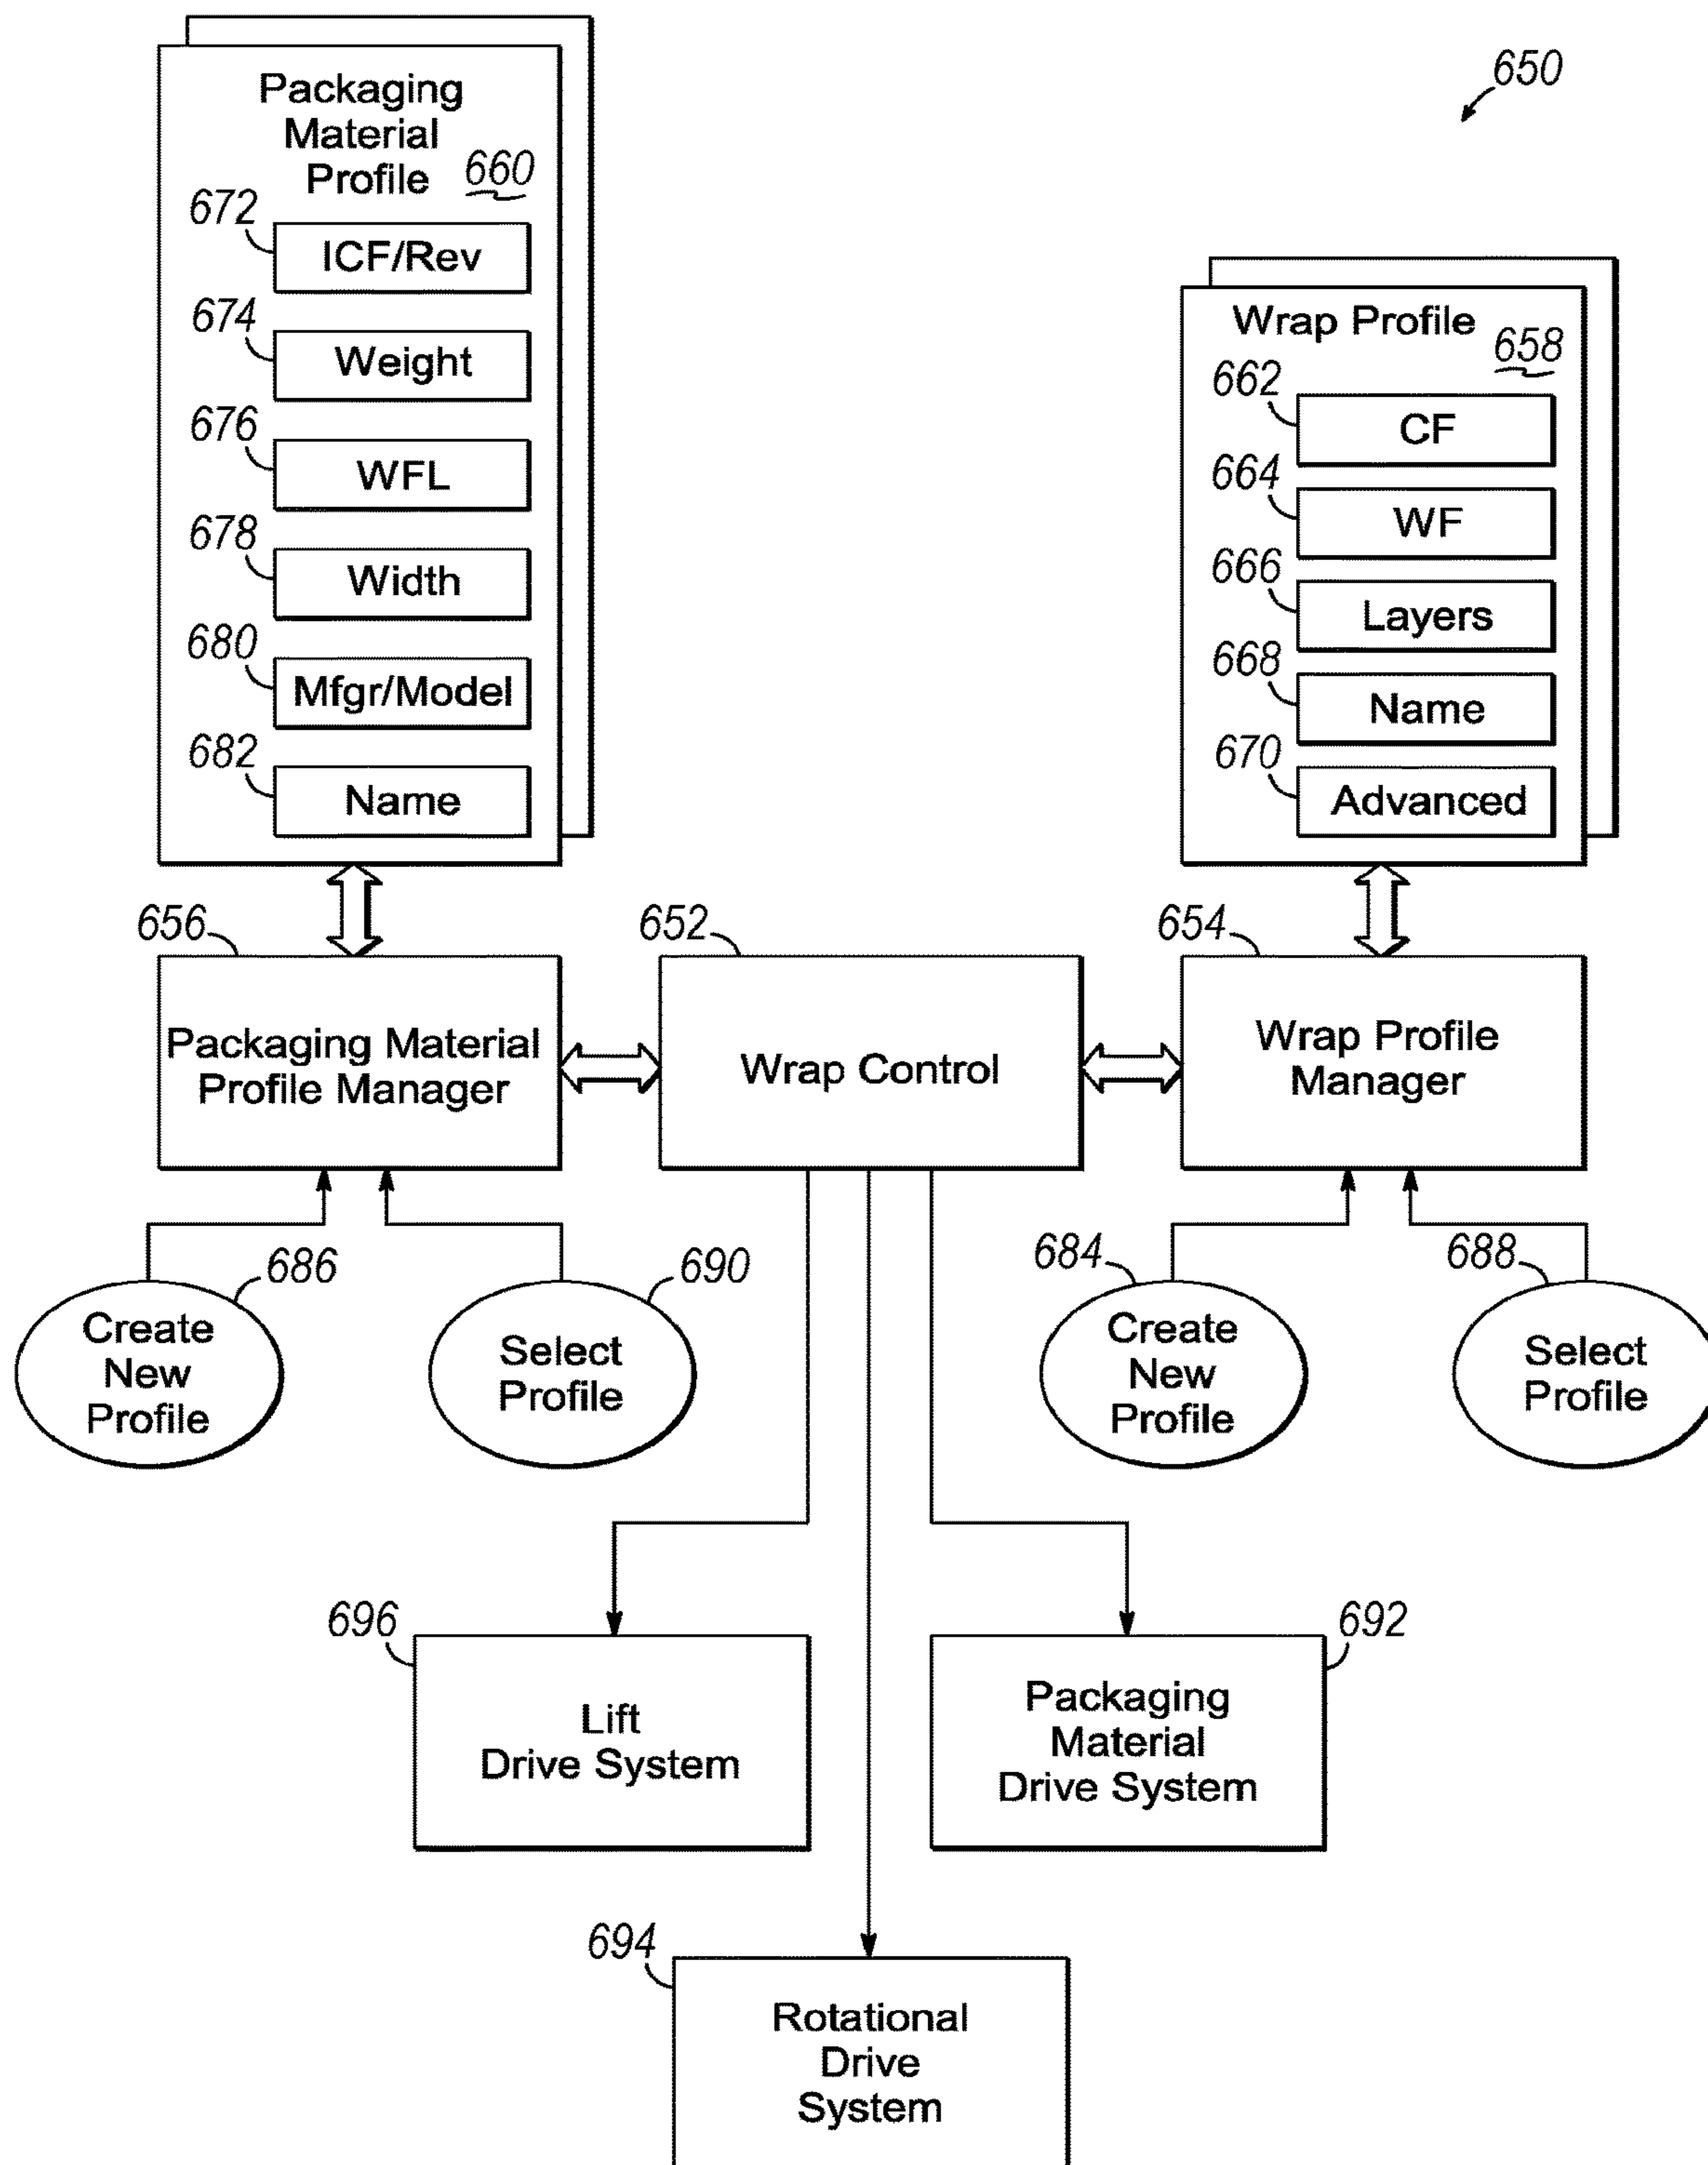 650
Packaging
Material
Profile
660
672
ICF/Rev
674
Weight
676
WFL
678
Width
680
Mfgr/Model
682
Name
Wrap Profile
658
662
CF
664
WF
666
Layers
668
Name
670
Advanced
656
Packaging Material
Profile Manager
652
Wrap Control
654
Wrap Profile
Manager
686
Create
New
Profile
690
Select
Profile
684
Create
New
Profile
688
Select
Profile
696
Lift
Drive System
692
Packaging
Material
Drive System
694
Rotational
Drive
System